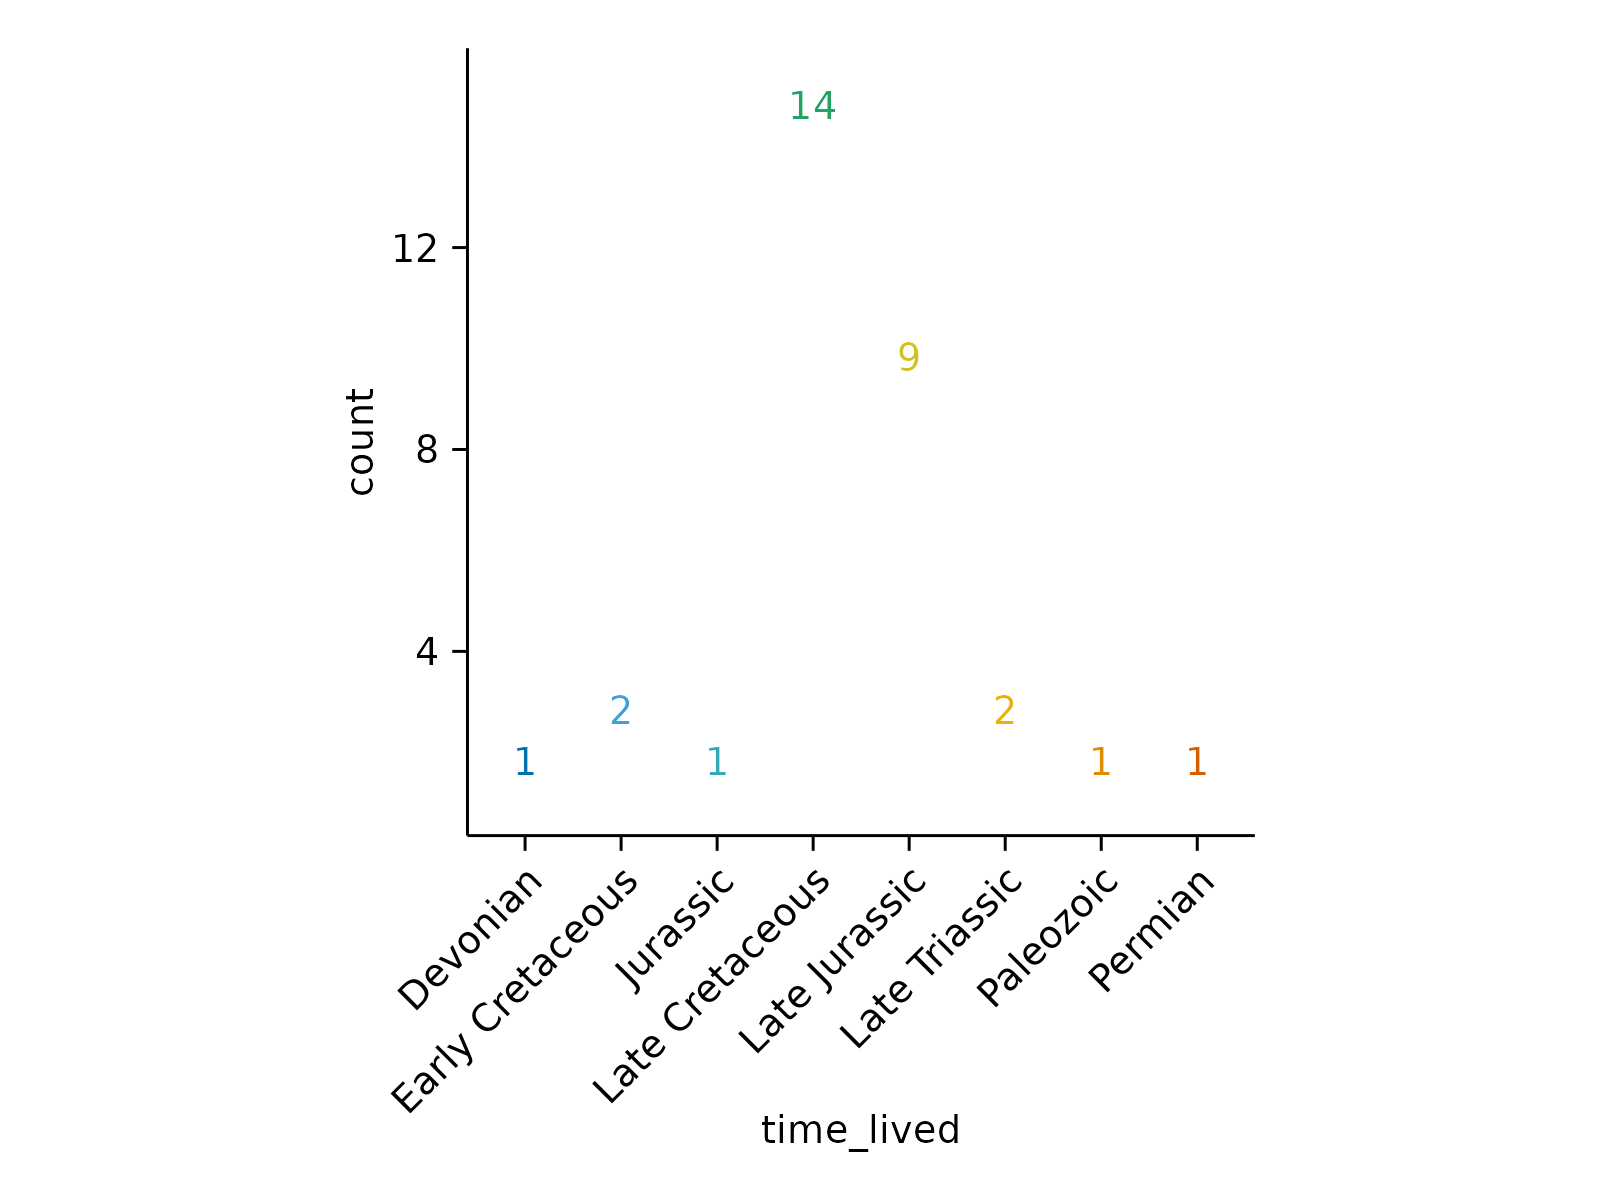 14
12
9
count
8
4
2
2
1
1
1
1
Devonian
Early Cretaceous
Jurassic
Late Cretaceous
Late Jurassic
Late Triassic
Paleozoic
Permian
time_lived